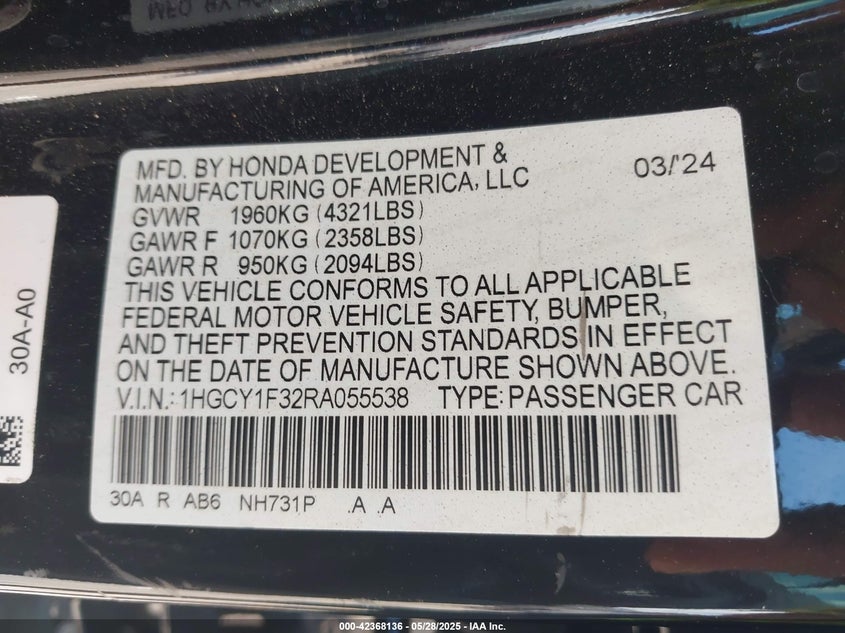 MFD. BY HONDA DEVELOPMENT & 03/'24
MANUFACTURING OF AMERICA, LLC
GVWR 1960KG (4321LBS)
GAWR F 1070KG (2358LBS)
GAWR R 950KG (2094LBS)
THIS VEHICLE CONFORMS TO ALL APPLICABLE
FEDERAL MOTOR VEHICLE SAFETY, BUMPER,
AND THEFT PREVENTION STANDARDS IN EFFECT
ON THE DATE OF MANUFACTURE SHOWN ABOVE.
V.I.N.: 1HGCY1F32RA055538 TYPE: PASSENGER CAR
30A R AB6 NH731P .A .A
30A-A0
000-42368136 - 05/28/2025 - IAA Inc.